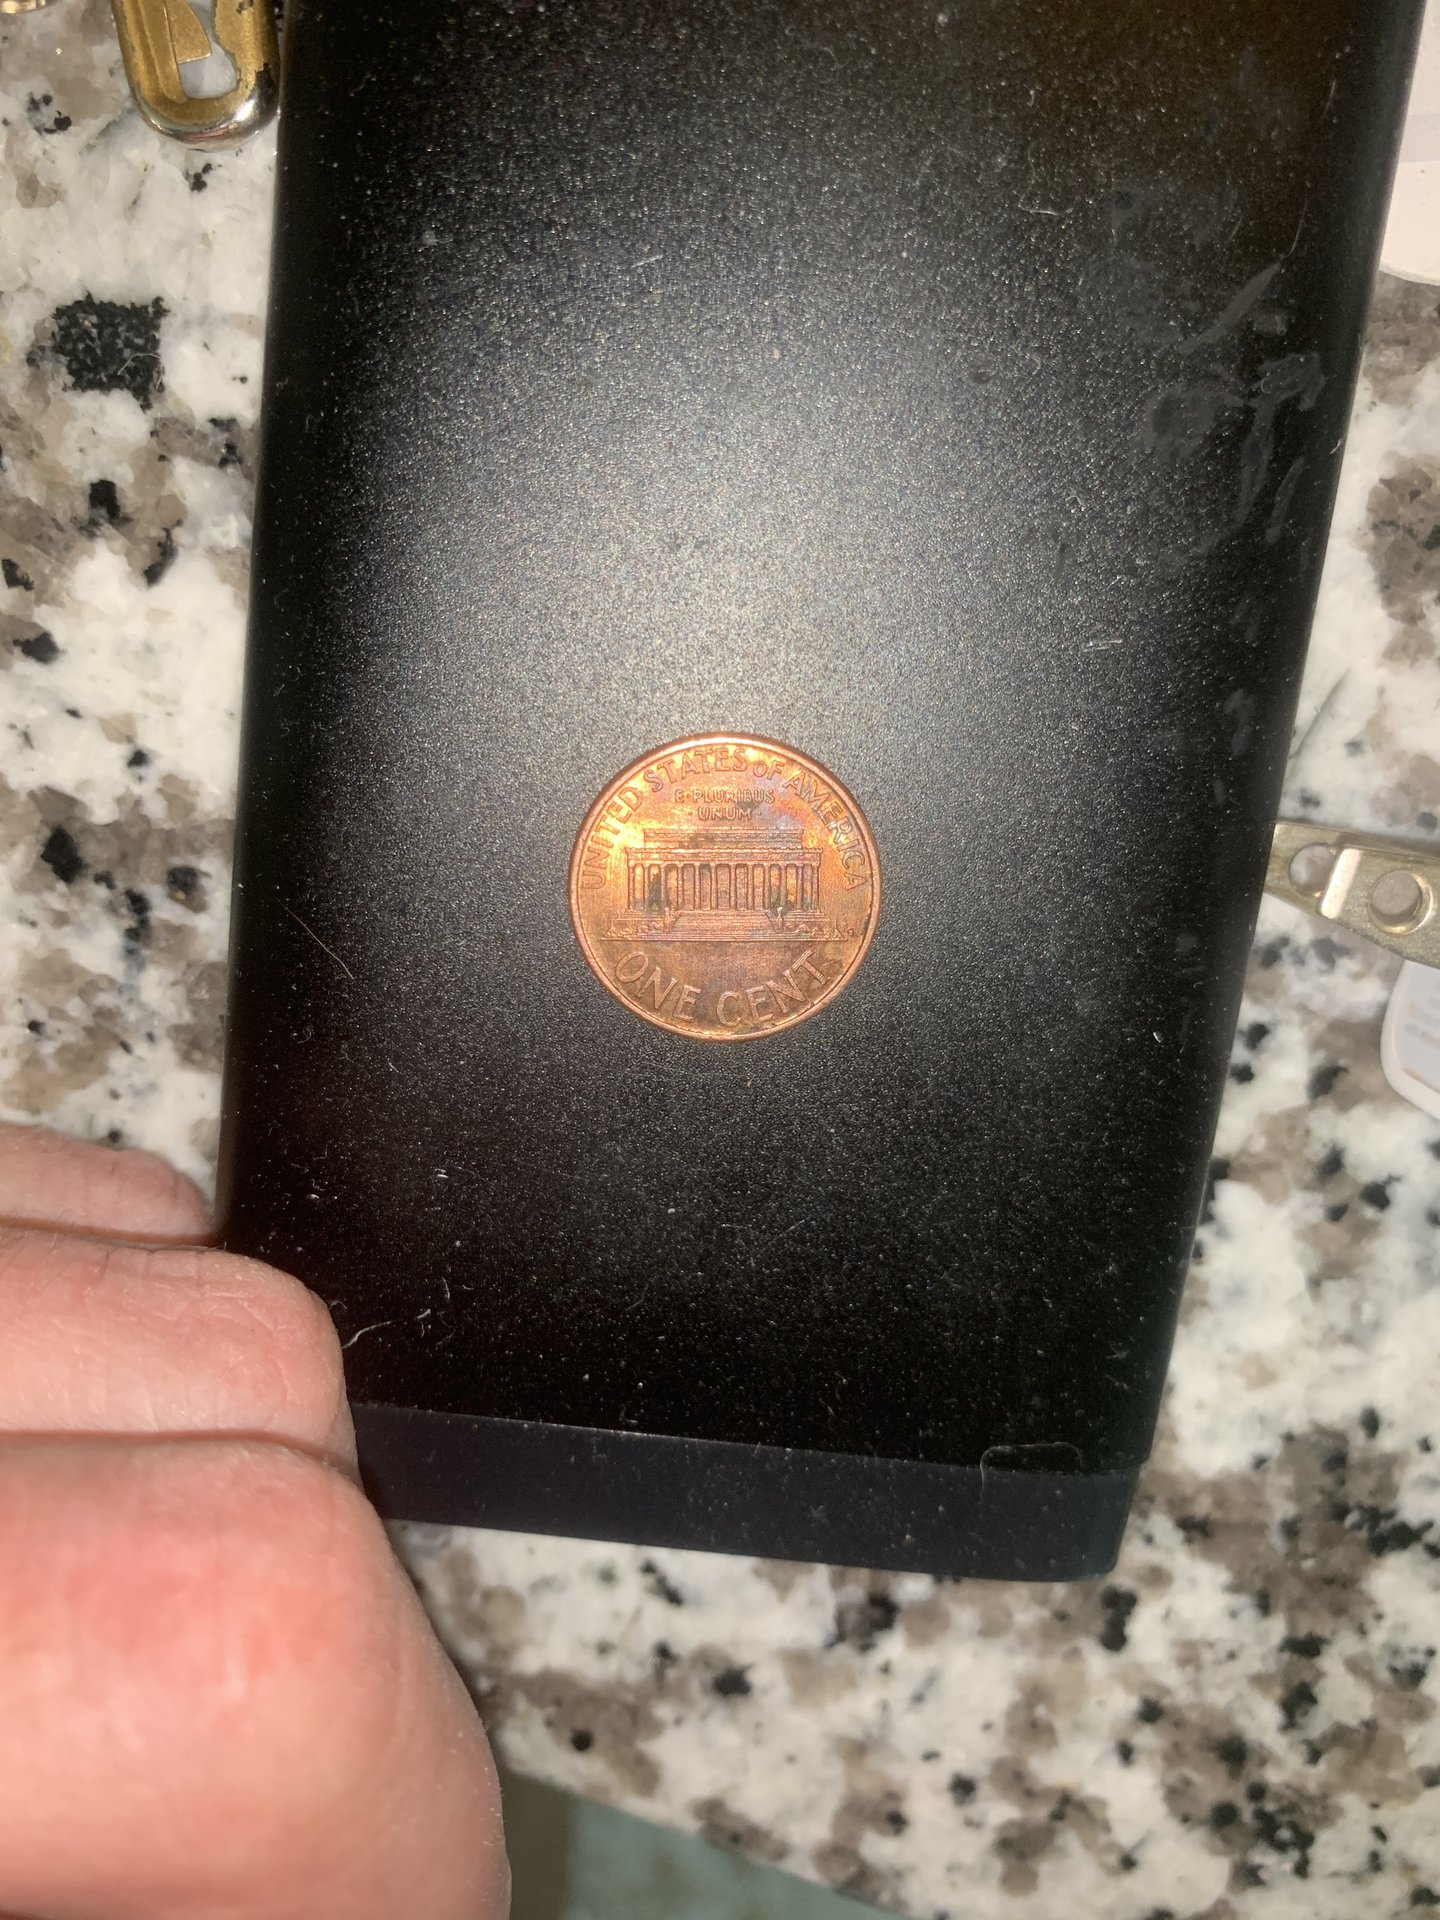 UNITED STATES OF AMERICA
E·PLURIBUS
·UNUM·
ONE CENT